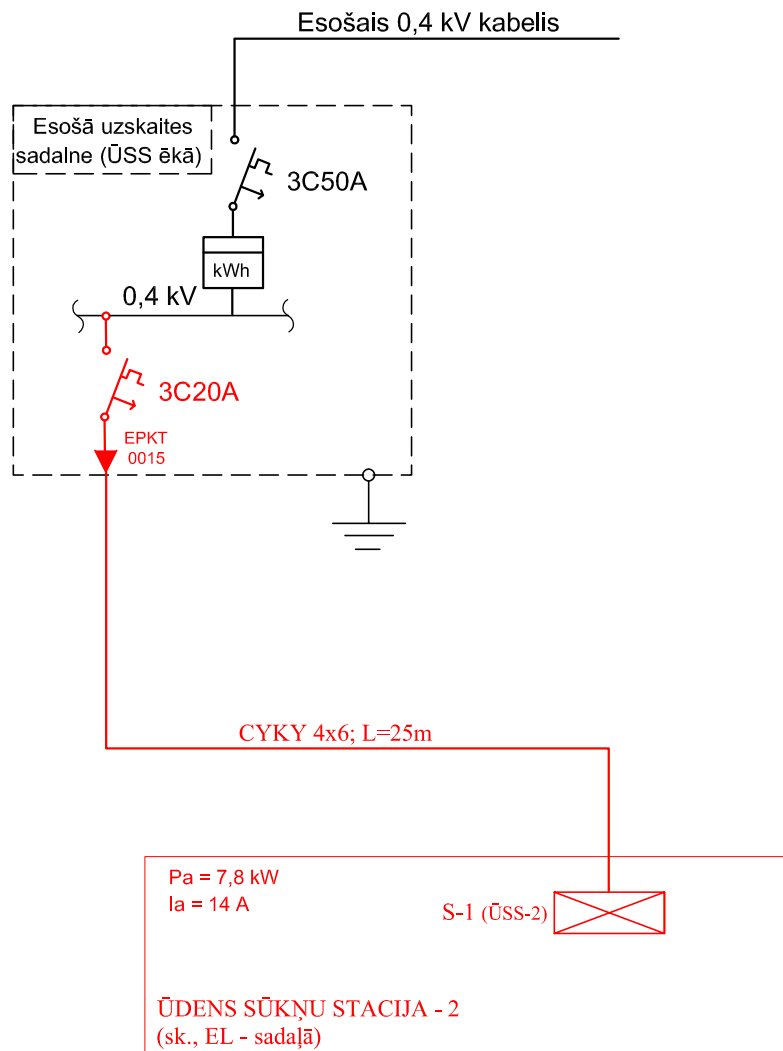 Esošais 0,4 kV kabelis
Esošā uzskaites
sadalne (ŪSS ēkā)
3C50A
kWh
0,4 kV
3C20A
EPKT
0015
CYKY 4x6; L=25m
Pa = 7,8 kW
Ia = 14 A
S-1 (ŪSS-2)
ŪDENS SŪKŅU STACIJA - 2
(sk., EL - sadaļā)